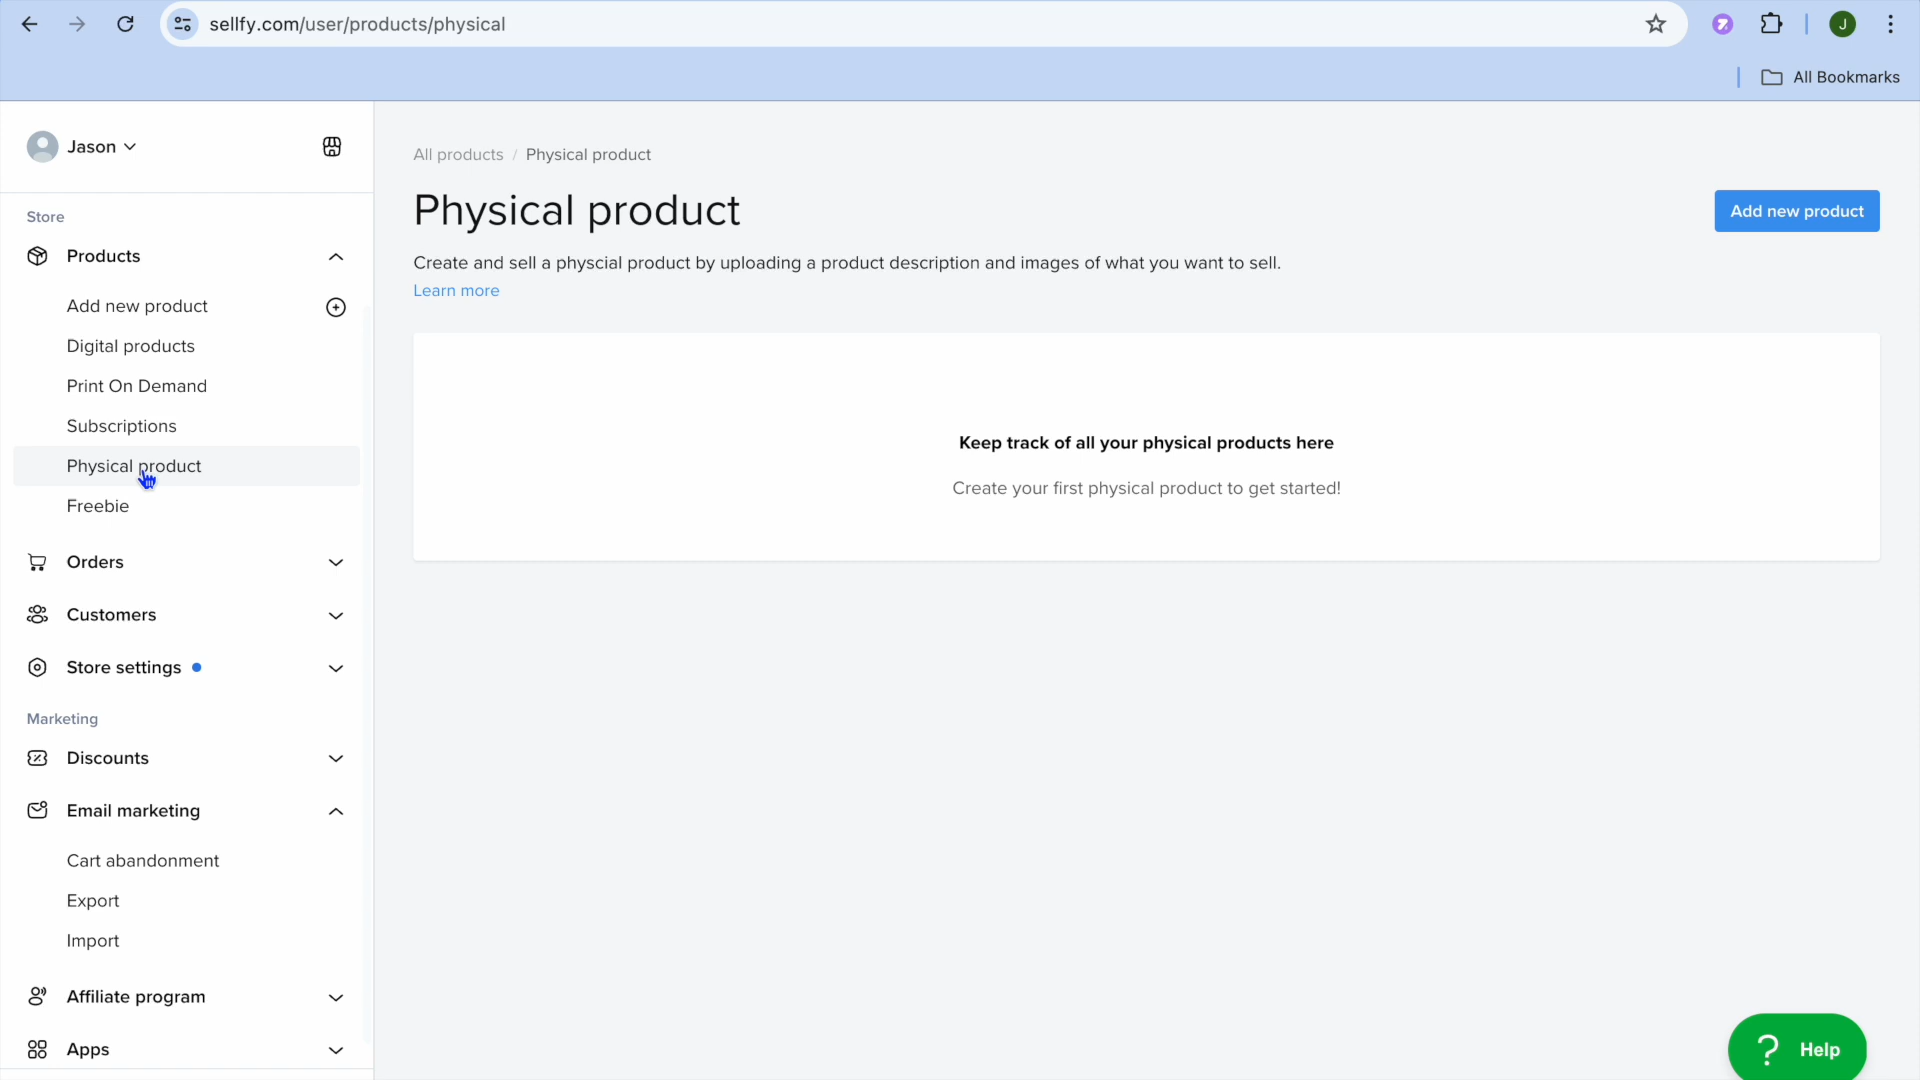 sellfy.com/user/products/physical
J
All Bookmarks
Jason
Store
Products
Add new product
Digital products
Print On Demand
Subscriptions
Physical product
Freebie
Orders
Customers
Store settings
Marketing
Discounts
Email marketing
Cart abandonment
Export
Import
Affiliate program
Apps
All products / Physical product
Physical product
Add new product
Create and sell a physcial product by uploading a product description and images of what you want to sell.
Learn more
Keep track of all your physical products here
Create your first physical product to get started!
? Help